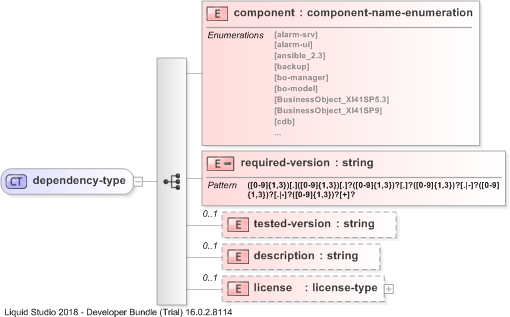 E component : component-name-enumeration
Enumerations [alarm-srv]
[alarm-ui]
[ansible_2.3]
[backup]
[bo-manager]
[bo-model]
[BusinessObject_XI41SP5.3]
[BusinessObject_XI41SP9]
[cdb]
...
E required-version : string
Pattern ([0-9]{1,3})[.]([0-9]{1,3})[.]?([0-9]{1,3})?[.]?([0-9]{1,3})?[.|-]?([0-9]
{1,3})?[.|-]?([0-9]{1,3})?[+]?
CT dependency-type
0..1
E tested-version : string
0..1
E description : string
0..1
E license : license-type
Liquid Studio 2018 - Developer Bundle (Trial) 16.0.2.8114